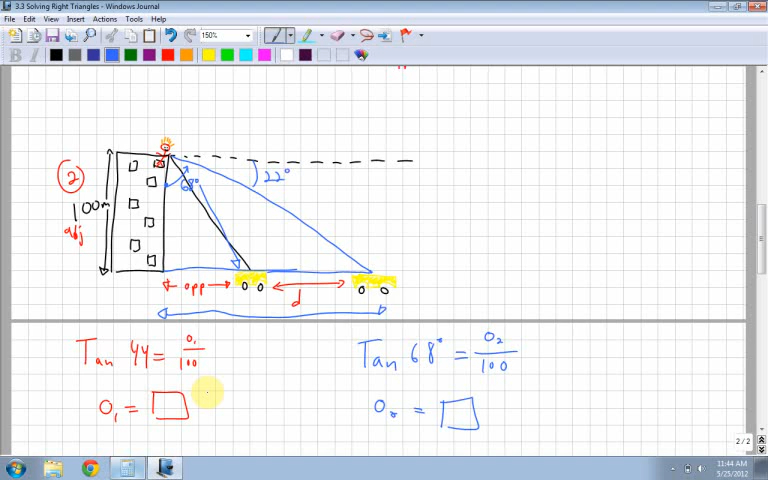 3.3 Solving Right Triangles - Windows Journal
File Edit View Insert Actions Tools Help
150%
B I
2
100m
adj
68°
22°
opp
d
Tan 44 = O1/100
Tan 68° = O2/100
O1 =
O2 =
2/2
11:44 AM
5/25/2012